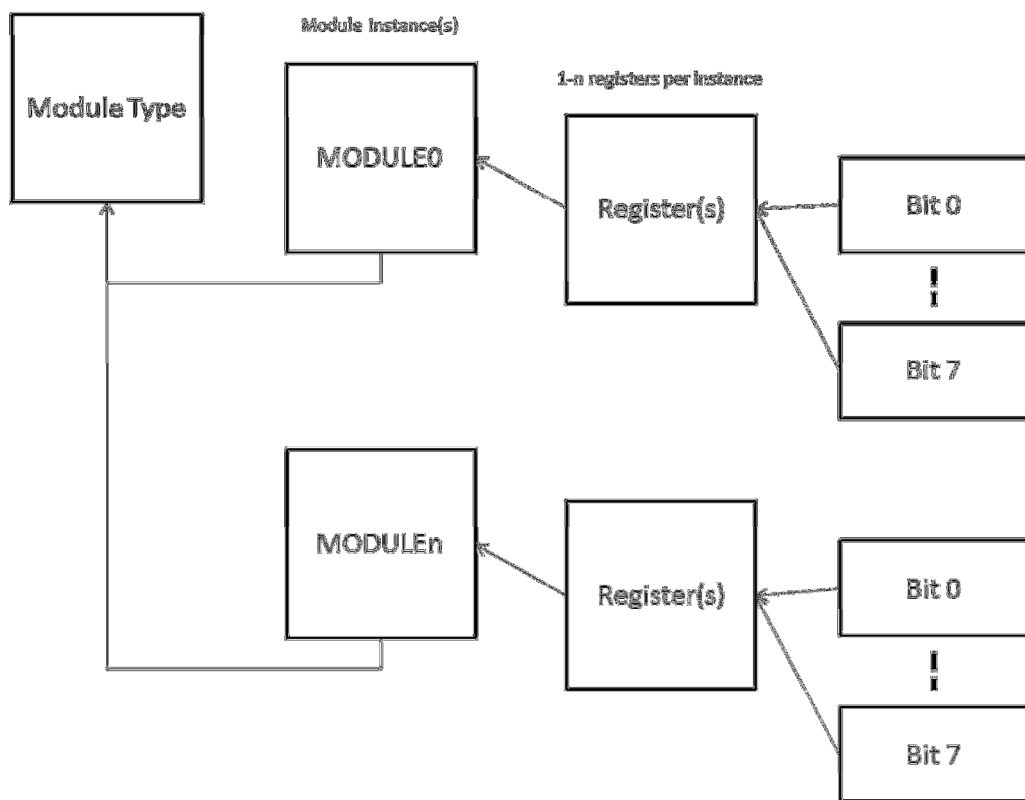 Module Instance(s)
Module Type
1-n registers per instance
MODULE0
Register(s)
Bit 0
Bit 7
MODULEn
Register(s)
Bit 0
Bit 7